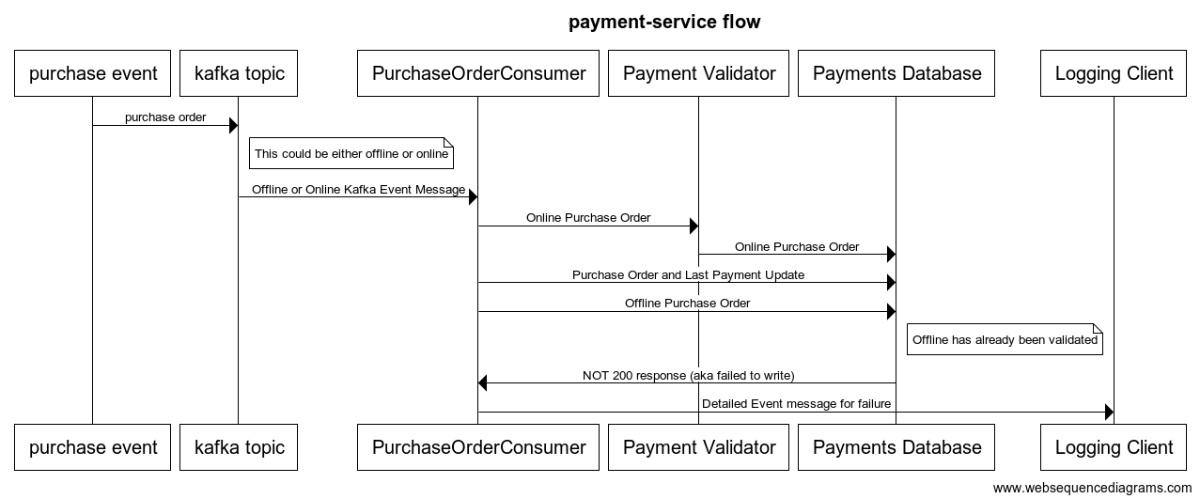 payment-service flow
purchase event
kafka topic
PurchaseOrderConsumer
Payment Validator
Payments Database
Logging Client
purchase order
This could be either offline or online
Offline or Online Kafka Event Message
Online Purchase Order
Online Purchase Order
Purchase Order and Last Payment Update
Offline Purchase Order
Offline has already been validated
NOT 200 response (aka failed to write)
Detailed Event message for failure
purchase event
kafka topic
PurchaseOrderConsumer
Payment Validator
Payments Database
Logging Client
www.websequencediagrams.com